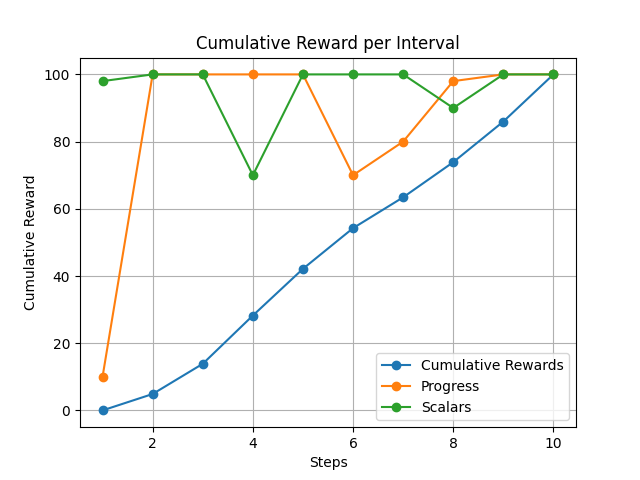 Cumulative Reward per Interval
Cumulative Reward
100
80
60
40
20
0
2 4 6 8 10
Steps
Cumulative Rewards
Progress
Scalars